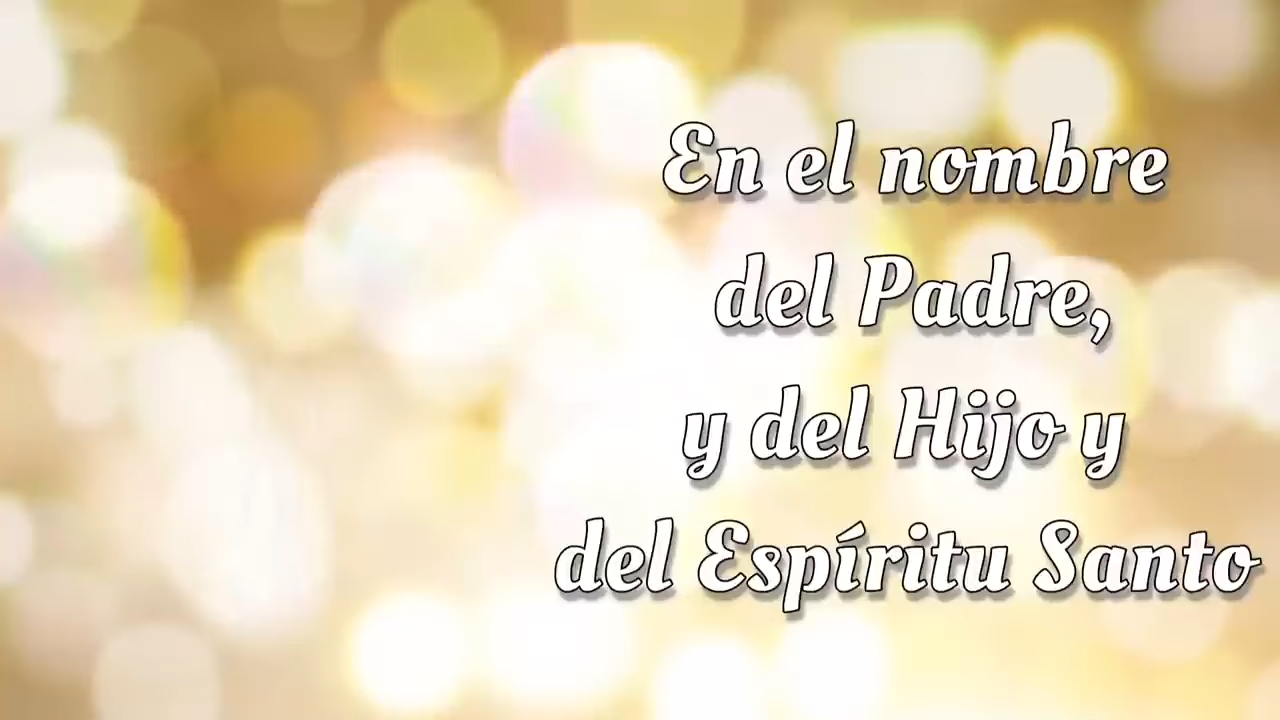 En el nombre
del Padre,
y del Hijo y
del Espíritu Santo